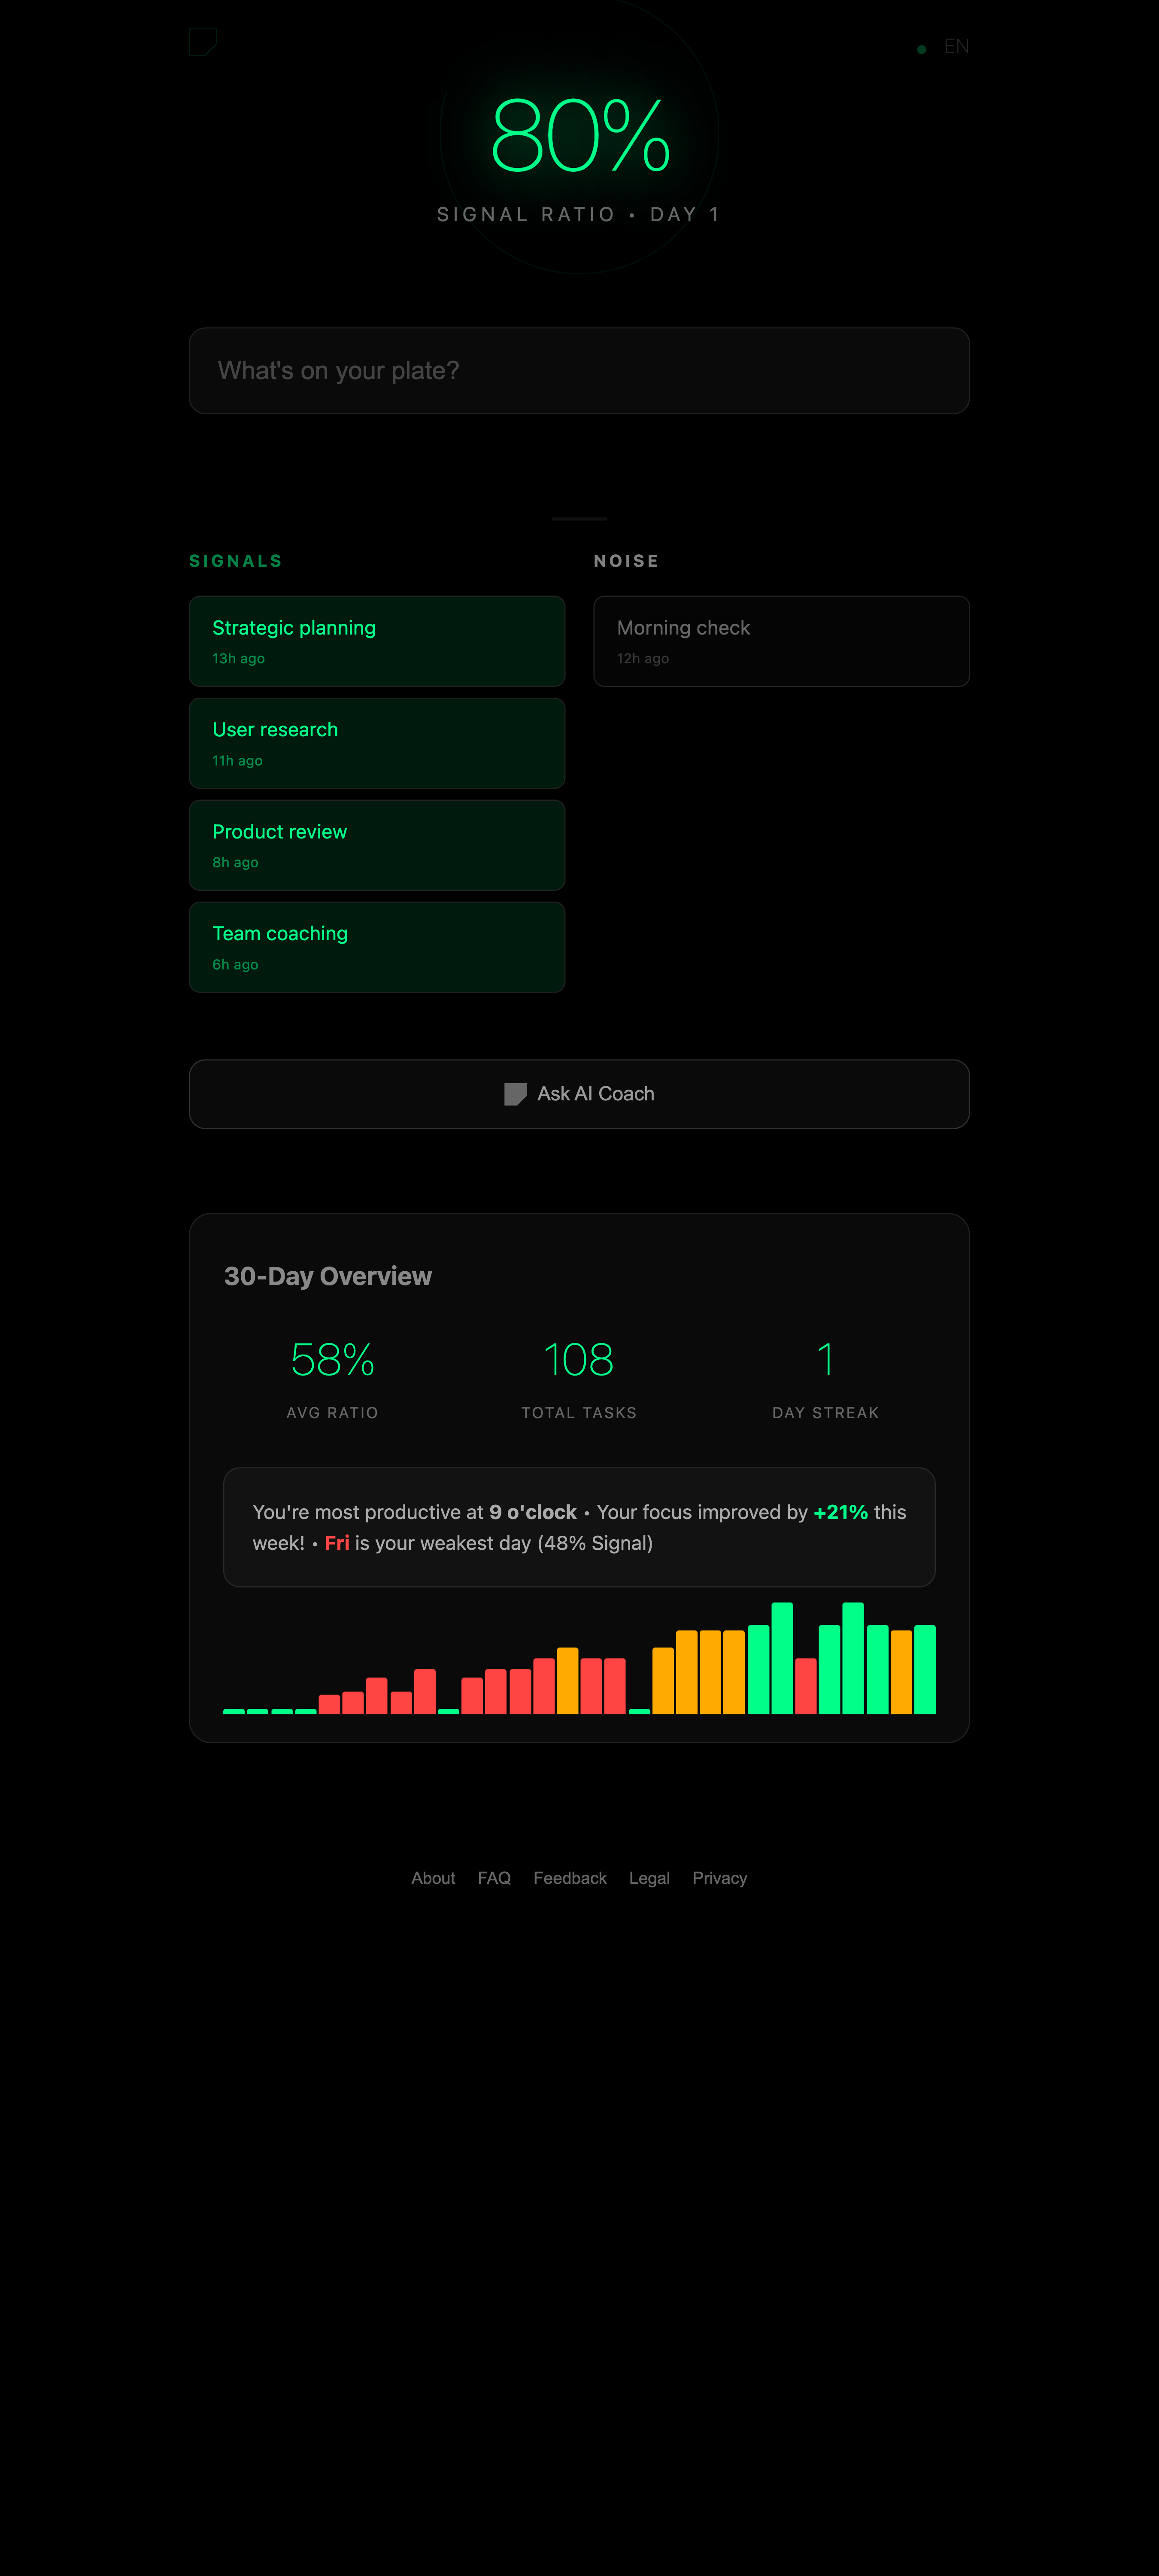 EN
80%
SIGNAL RATIO • DAY 1
What's on your plate?
SIGNALS
Strategic planning
13h ago
User research
11h ago
Product review
8h ago
Team coaching
6h ago
NOISE
Morning check
12h ago
Ask AI Coach
30-Day Overview
58%
AVG RATIO
108
TOTAL TASKS
1
DAY STREAK
You're most productive at 9 o'clock • Your focus improved by +21% this
week! • Fri is your weakest day (48% Signal)
About FAQ Feedback Legal Privacy